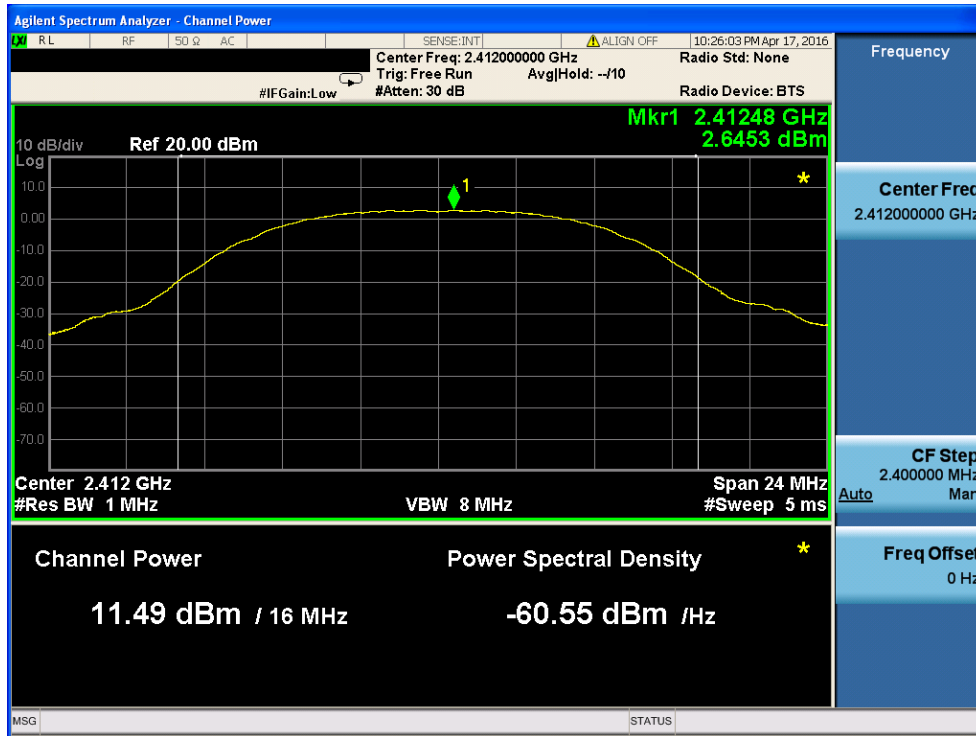 Agilent Spectrum Analyzer - Channel Power
LXI RL RF 50 Ω AC SENSE:INT ALIGN OFF 10:26:03 PM Apr 17, 2016
Center Freq: 2.412000000 GHz Radio Std: None
Trig: Free Run Avg|Hold: --/10
#IFGain:Low #Atten: 30 dB Radio Device: BTS
Frequency
Mkr1 2.41248 GHz
2.6453 dBm
10 dB/div Ref 20.00 dBm
Log
10.0
0.00
-10.0
-20.0
-30.0
-40.0
-50.0
-60.0
-70.0
1
*
Center 2.412 GHz Span 24 MHz
#Res BW 1 MHz VBW 8 MHz #Sweep 5 ms
Channel Power Power Spectral Density *
11.49 dBm / 16 MHz -60.55 dBm /Hz
Center Freq
2.412000000 GHz
CF Step
2.400000 MHz
Auto Man
Freq Offset
0 Hz
MSG STATUS